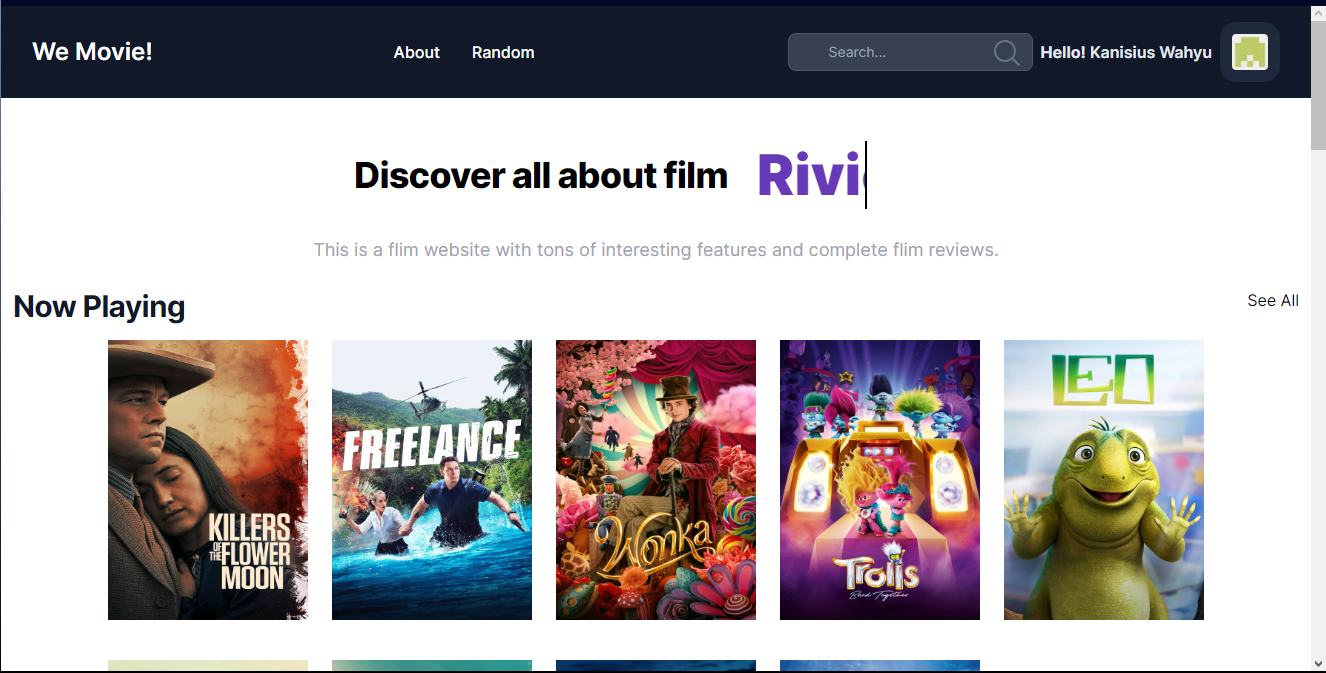 We Movie!
About
Random
Search...
Hello! Kanisius Wahyu
Discover all about film Rivi
This is a flim website with tons of interesting features and complete flim reviews.
Now Playing
See All
KILLERS
OF THE FLOWER
MOON
FREELANCE
Wonka
TROLLS
Band Together
LEO